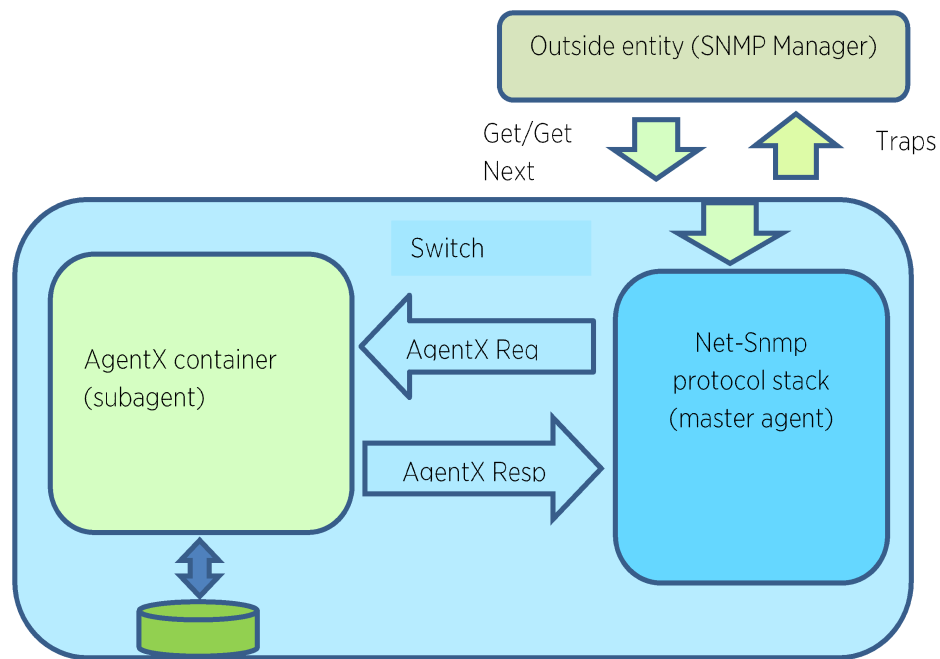 Outside entity (SNMP Manager)
Get/Get
Next
Traps
Switch
AgentX container
(subagent)
AgentX Req
AgentX Resp
Net-Snmp
protocol stack
(master agent)